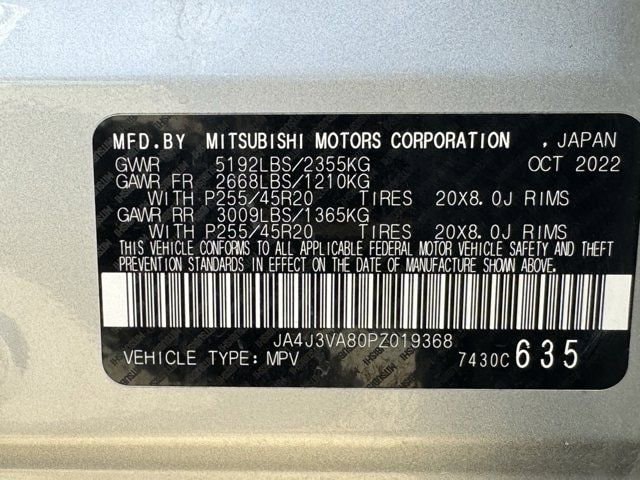 MFD.BY MITSUBISHI MOTORS CORPORATION , JAPAN
GVWR 5192LBS/2355KG OCT 2022
GAWR FR 2668LBS/1210KG
WITH P255/45R20 TIRES 20X8.0J RIMS
GAWR RR 3009LBS/1365KG
WITH P255/45R20 TIRES 20X8.0J RIMS
THIS VEHICLE CONFORMS TO ALL APPLICABLE FEDERAL MOTOR VEHICLE SAFETY AND THEFT
PREVENTION STANDARDS IN EFFECT ON THE DATE OF MANUFACTURE SHOWN ABOVE.
JA4J3VA80PZ019368
VEHICLE TYPE: MPV 7430C 635